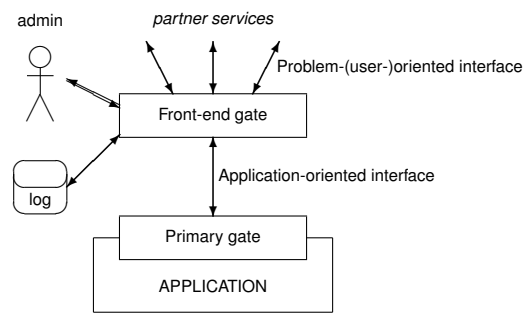 admin
partner services
Problem-(user-)oriented interface
Front-end gate
Application-oriented interface
log
Primary gate
APPLICATION